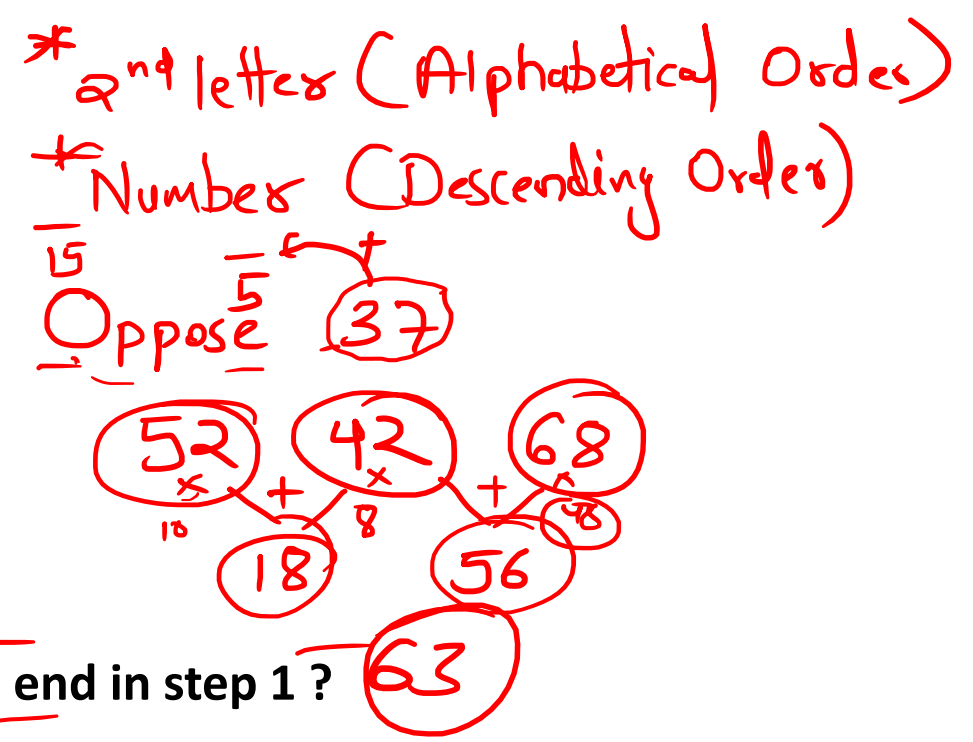 * 2nd letter (Alphabetical Order)
* Number (Descending Order)
15 5 +
Oppose 37
52 42 68
x + x + x
10 8 48
18 56
end in step 1 ? 63